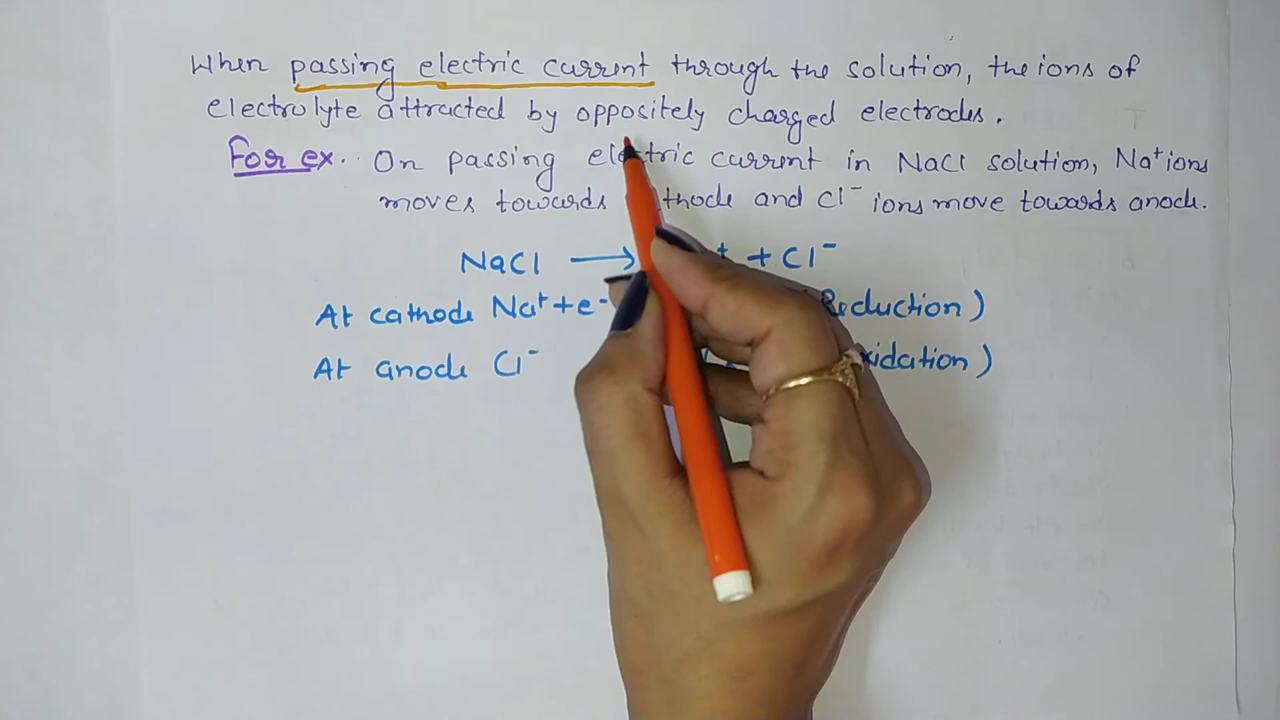 When passing electric current through the solution, the ions of
electrolyte attracted by oppositely charged electrodes.
For ex. On passing electric current in NaCl solution, Na⁺ ions
moves towards thode and Cl⁻ ions move towards anode.
NaCl → ⁺ + Cl⁻
At cathode Na⁺ + e⁻ Reduction)
At anode Cl⁻ xidation)